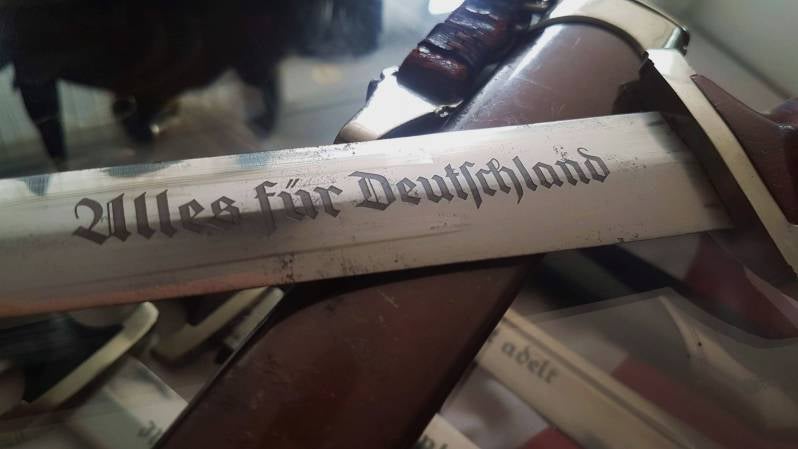 Alles für Deutschland
adelt